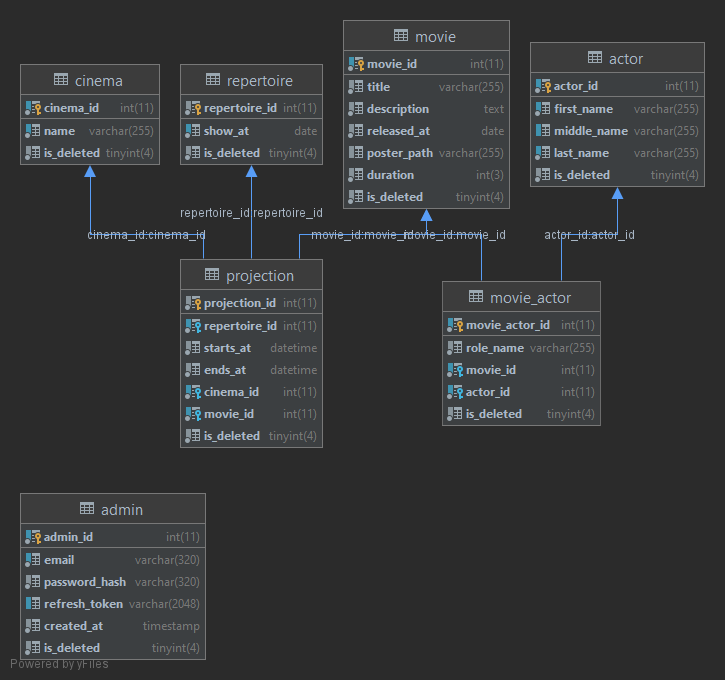 cinema
cinema_id int(11)
name varchar(255)
is_deleted tinyint(4)
repertoire
repertoire_id int(11)
show_at date
is_deleted tinyint(4)
movie
movie_id int(11)
title varchar(255)
description text
released_at date
poster_path varchar(255)
duration int(3)
is_deleted tinyint(4)
actor
actor_id int(11)
first_name varchar(255)
middle_name varchar(255)
last_name varchar(255)
is_deleted tinyint(4)
repertoire_id:repertoire_id
cinema_id:cinema_id
movie_id:movie_id
movie_id:movie_id
actor_id:actor_id
projection
projection_id int(11)
repertoire_id int(11)
starts_at datetime
ends_at datetime
cinema_id int(11)
movie_id int(11)
is_deleted tinyint(4)
movie_actor
movie_actor_id int(11)
role_name varchar(255)
movie_id int(11)
actor_id int(11)
is_deleted tinyint(4)
admin
admin_id int(11)
email varchar(320)
password_hash varchar(320)
refresh_token varchar(2048)
created_at timestamp
is_deleted tinyint(4)
Powered by yFiles